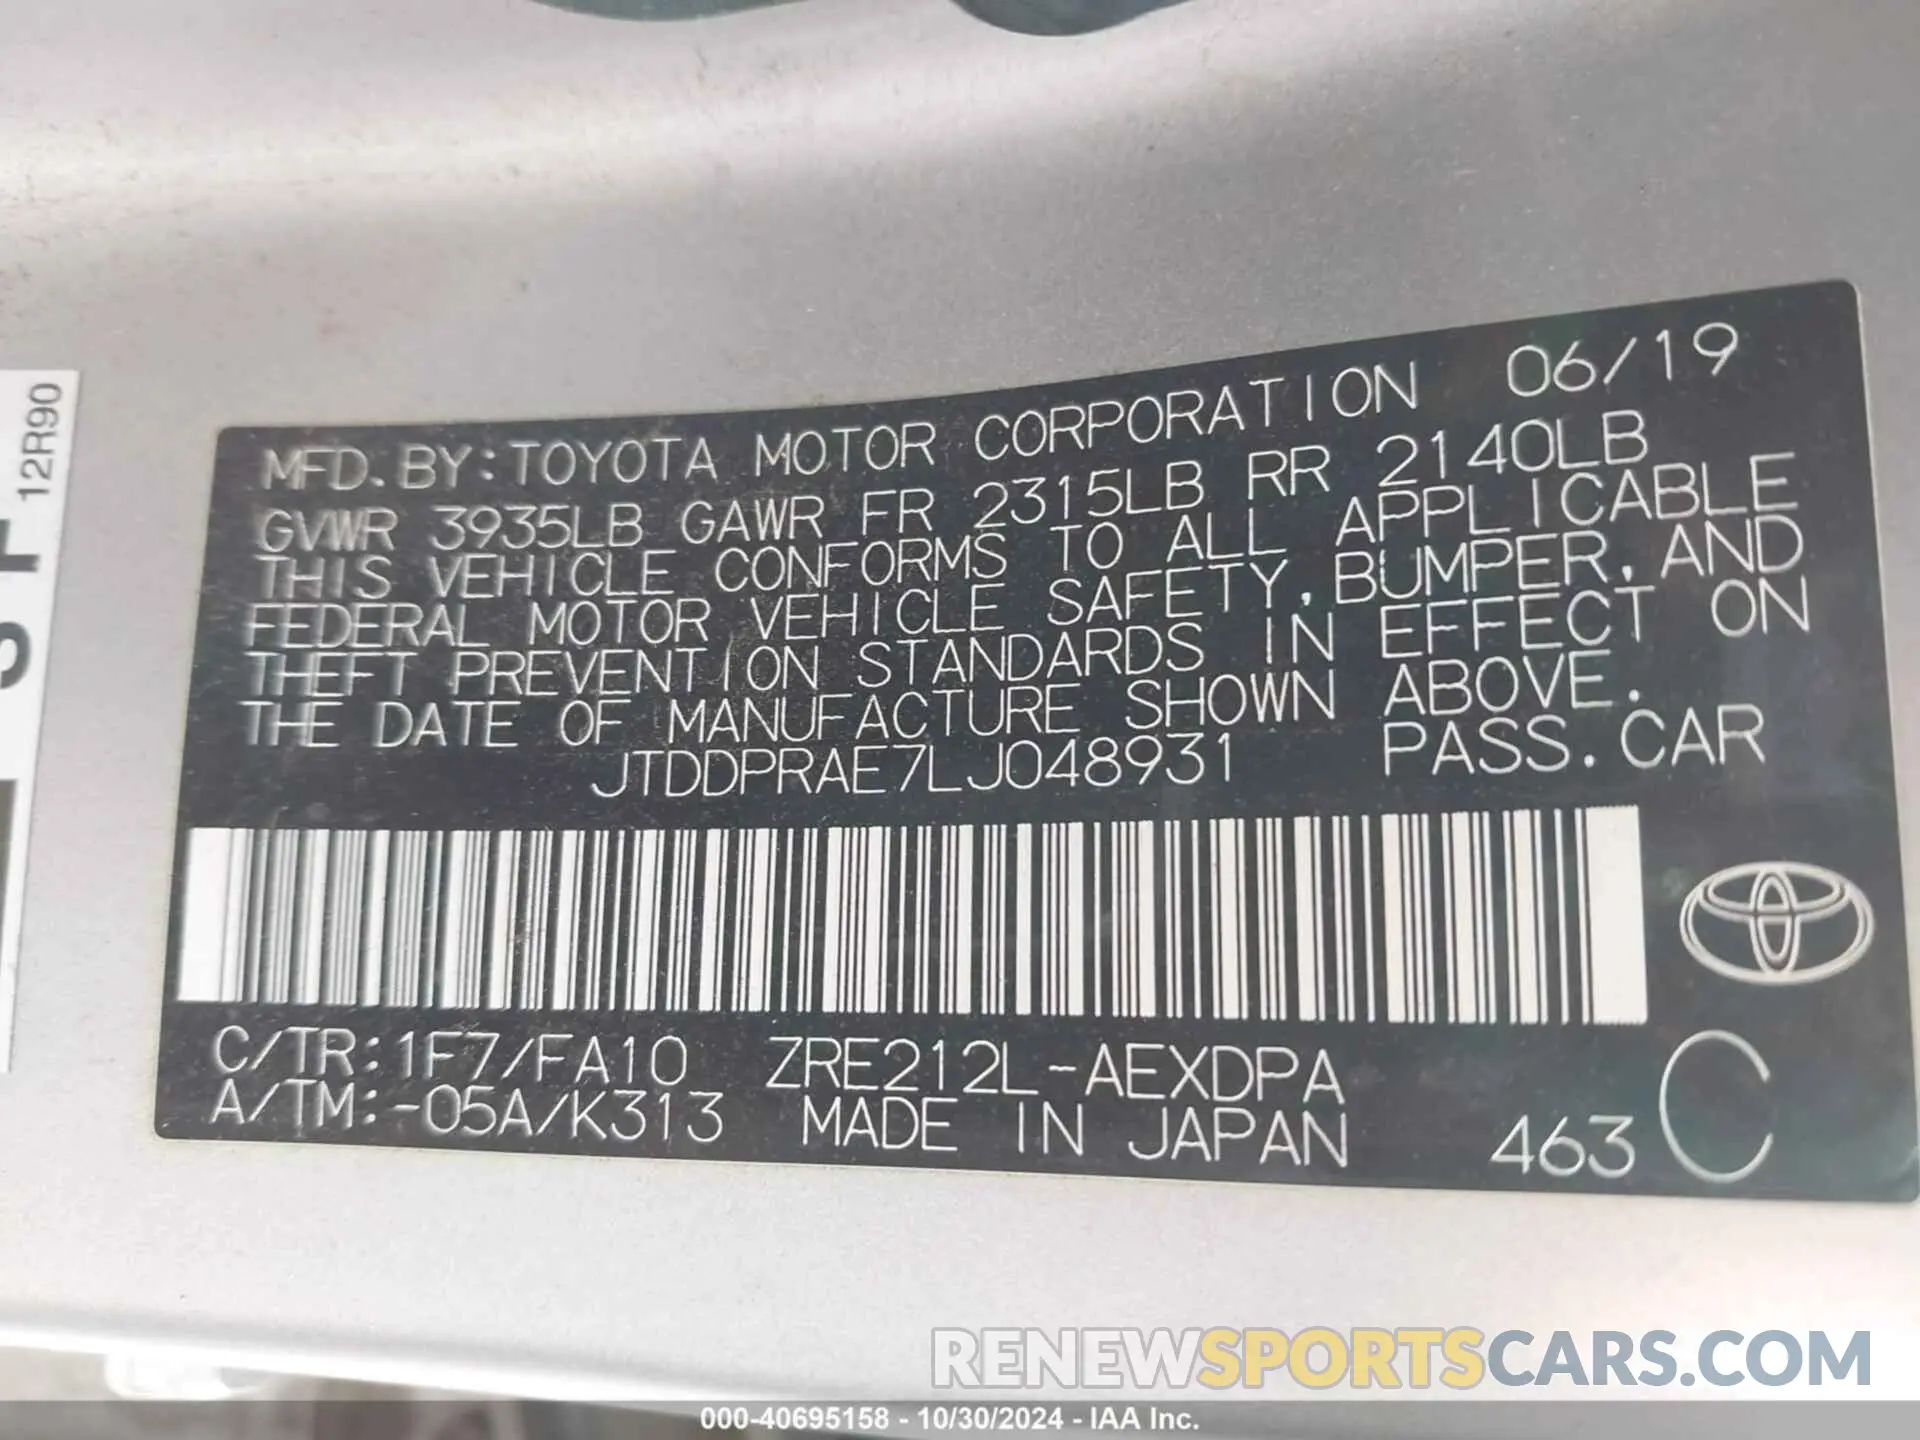 MFD. BY: TOYOTA MOTOR CORPORATION 06/19
GVWR 3935LB GAWR FR 2315LB RR 2140LB
THIS VEHICLE CONFORMS TO ALL APPLICABLE
FEDERAL MOTOR VEHICLE SAFETY, BUMPER, AND
THEFT PREVENTION STANDARDS IN EFFECT ON
THE DATE OF MANUFACTURE SHOWN ABOVE.
JTDDPRAE7LJ048931 PASS. CAR
C/TR: 1F7/FA10 ZRE212L-AEXDPA
A/TM: -05A/K313 MADE IN JAPAN 463 C
12R90
RENEWSPORTSCARS.COM
000-40695158 - 10/30/2024 - IAA Inc.